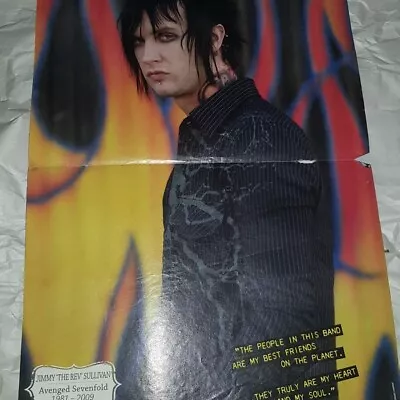 JIMMY 'THE REV' SULLIVAN
Avenged Sevenfold
1981 - 2009
"THE PEOPLE IN THIS BAND
ARE MY BEST FRIENDS
ON THE PLANET.
THEY TRULY ARE MY HEART
AND MY SOUL."